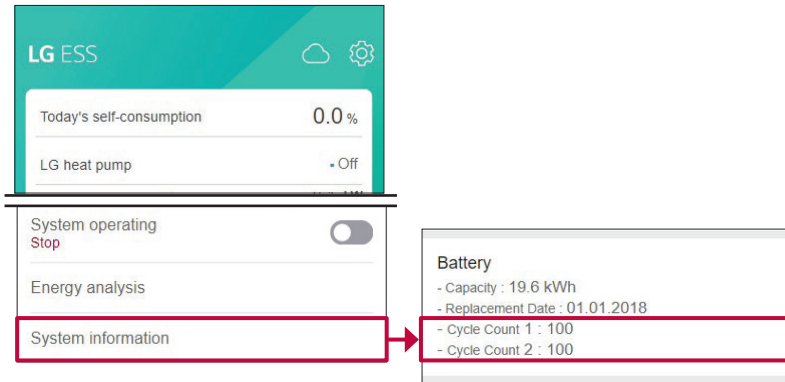 LG ESS
Today's self-consumption 0.0 %
LG heat pump Off
System operating
Stop
Energy analysis
System information
Battery
- Capacity : 19.6 kWh
- Replacement Date : 01.01.2018
- Cycle Count 1 : 100
- Cycle Count 2 : 100